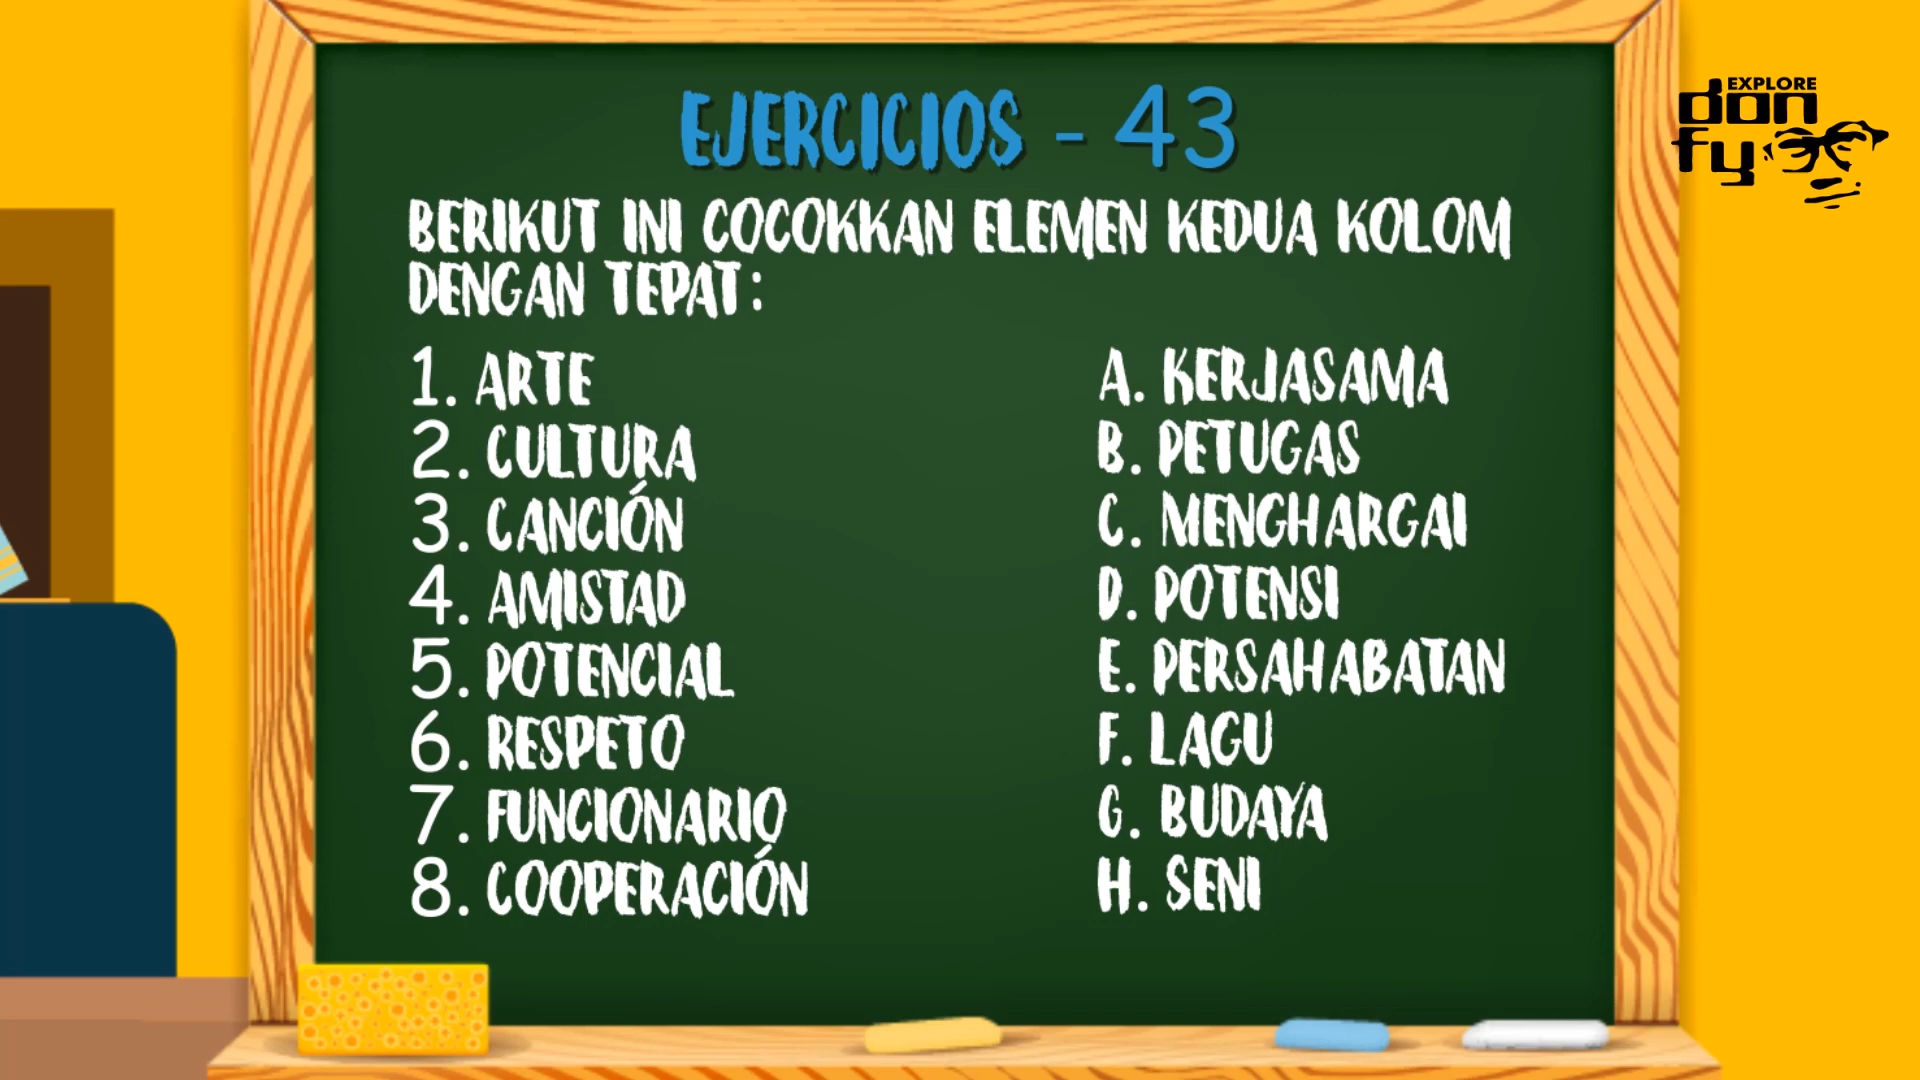 EJERCICIOS - 43
EXPLORE
don
fy
BERIKUT INI COCOKKAN ELEMEN KEDUA KOLOM
DENGAN TEPAT:
1. ARTE
2. CULTURA
3. CANCIÓN
4. AMISTAD
5. POTENCIAL
6. RESPETO
7. FUNCIONARIO
8. COOPERACIÓN
A. KERJASAMA
B. PETUGAS
C. MENGHARGAI
D. POTENSI
E. PERSAHABATAN
F. LAGU
G. BUDAYA
H. SENI